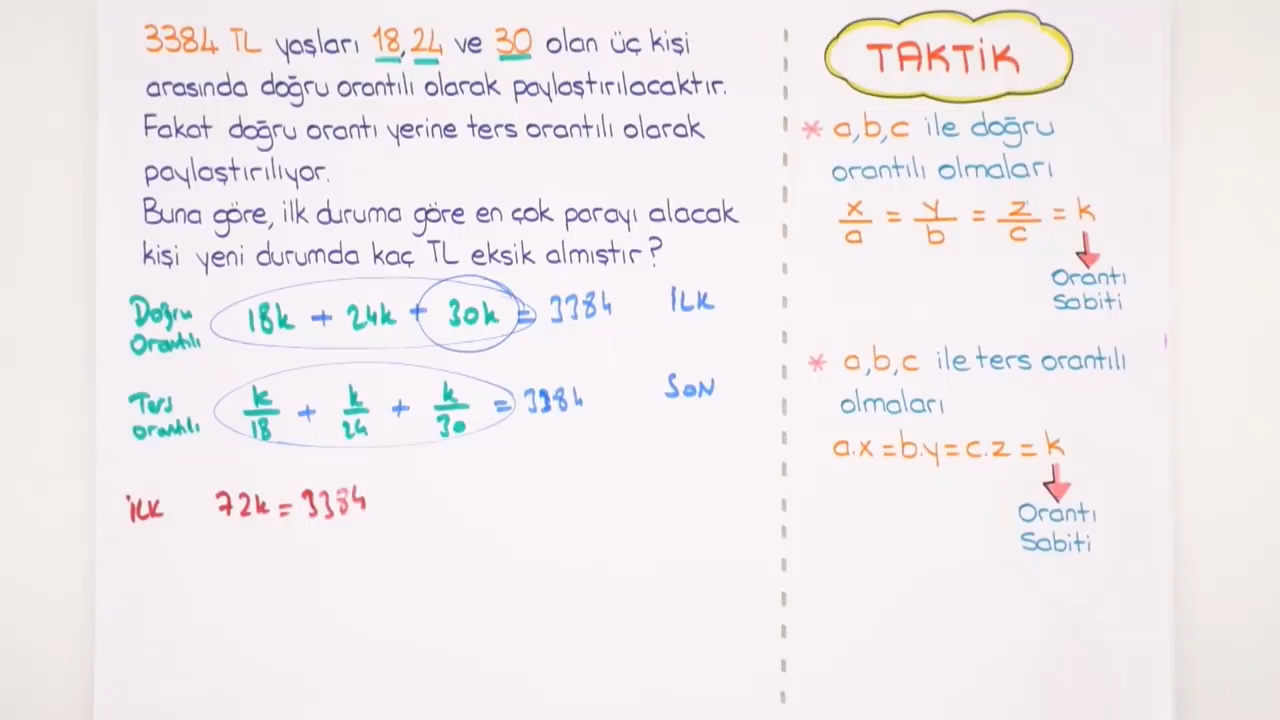 3384 TL yaşları 18, 24 ve 30 olan üç kişi
arasında doğru orantılı olarak paylaştırılacaktır.
Fakat doğru orantı yerine ters orantılı olarak
paylaştırılıyor.
Buna göre, ilk duruma göre en çok parayı alacak
kişi yeni durumda kaç TL eksik almıştır?
Doğru Orantılı 18k + 24k + 30k = 3384 İLK
Ters orantılı k/18 + k/24 + k/30 = 3384 SON
İLK 72k = 3384
TAKTİK
* a,b,c ile doğru
orantılı olmaları
x/a = y/b = z/c = k
Orantı
Sabiti
* a,b,c ile ters orantılı
olmaları
a.x = b.y = c.z = k
Orantı
Sabiti